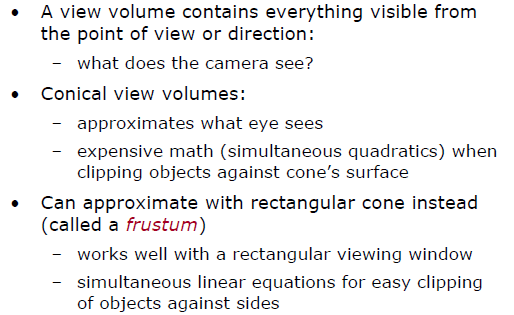 • A view volume contains everything visible from
the point of view or direction:
– what does the camera see?
• Conical view volumes:
– approximates what eye sees
– expensive math (simultaneous quadratics) when
clipping objects against cone's surface
• Can approximate with rectangular cone instead
(called a frustum)
– works well with a rectangular viewing window
– simultaneous linear equations for easy clipping
of objects against sides